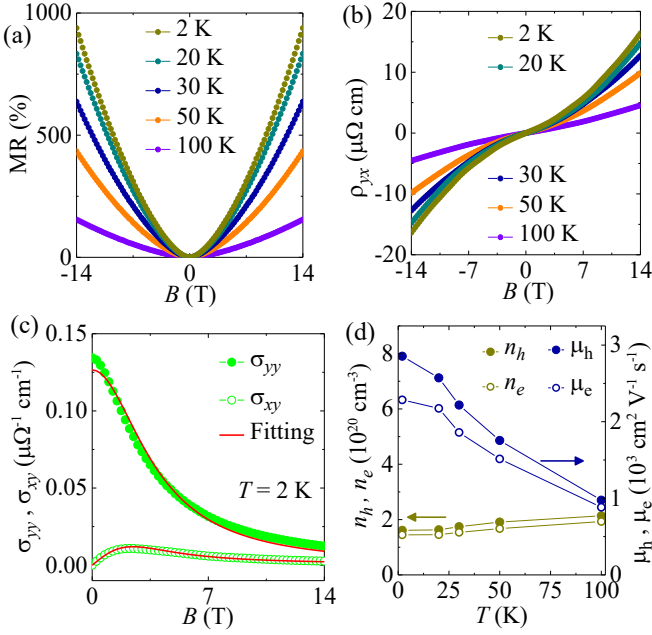 (a)
1000
500
0
MR (%)
2 K
20 K
30 K
50 K
100 K
-14 0 14
B (T)
(b)
20
10
0
-10
-20
ρyx (μΩ cm)
2 K
20 K
30 K
50 K
100 K
-14 -7 0 7 14
B (T)
(c)
0.15
0.10
0.05
0.00
σyy , σxy (μΩ⁻¹ cm⁻¹)
σyy
σxy
Fitting
T = 2 K
0 7 14
B (T)
(d)
8
6
4
2
0
nh , ne (10²⁰ cm⁻³)
nh
ne
μh
μe
3
2
1
0
μh , μe (10³ cm² V⁻¹ s⁻¹)
0 25 50 75 100
T (K)